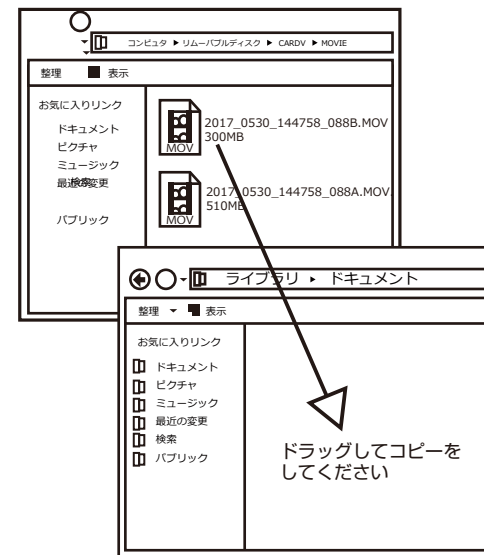 コンピュタ ▶ リムーバブルディスク ▶ CARDV ▶ MOVIE
整理 表示
お気に入りリンク
ドキュメント
ピクチャ
ミュージック
最近の変更
検索
パブリック
MOV
2017_0530_144758_088B.MOV
300MB
MOV
2017_0530_144758_088A.MOV
510MB
ライブラリ ▶ ドキュメント
整理 ▼ 表示
お気に入りリンク
ドキュメント
ピクチャ
ミュージック
最近の変更
検索
パブリック
ドラッグしてコピーを
してください